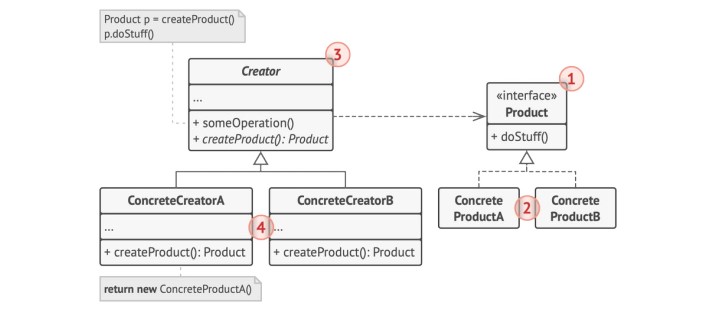 Product p = createProduct()
p.doStuff()
3
Creator
...
+ someOperation()
+ createProduct(): Product
1
«interface»
Product
+ doStuff()
ConcreteCreatorA
...
+ createProduct(): Product
4
ConcreteCreatorB
...
+ createProduct(): Product
Concrete
ProductA
2
Concrete
ProductB
return new ConcreteProductA()